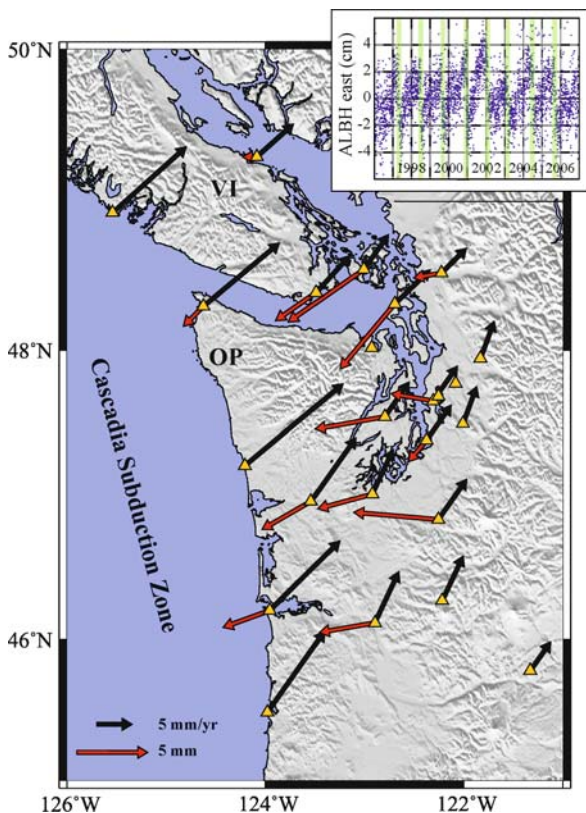 50°N
48°N
46°N
126°W
124°W
122°W
VI
OP
Cascadia Subduction Zone
5 mm/yr
5 mm
ALBH east (cm)
4
2
0
-2
-4
1998
2000
2002
2004
2006